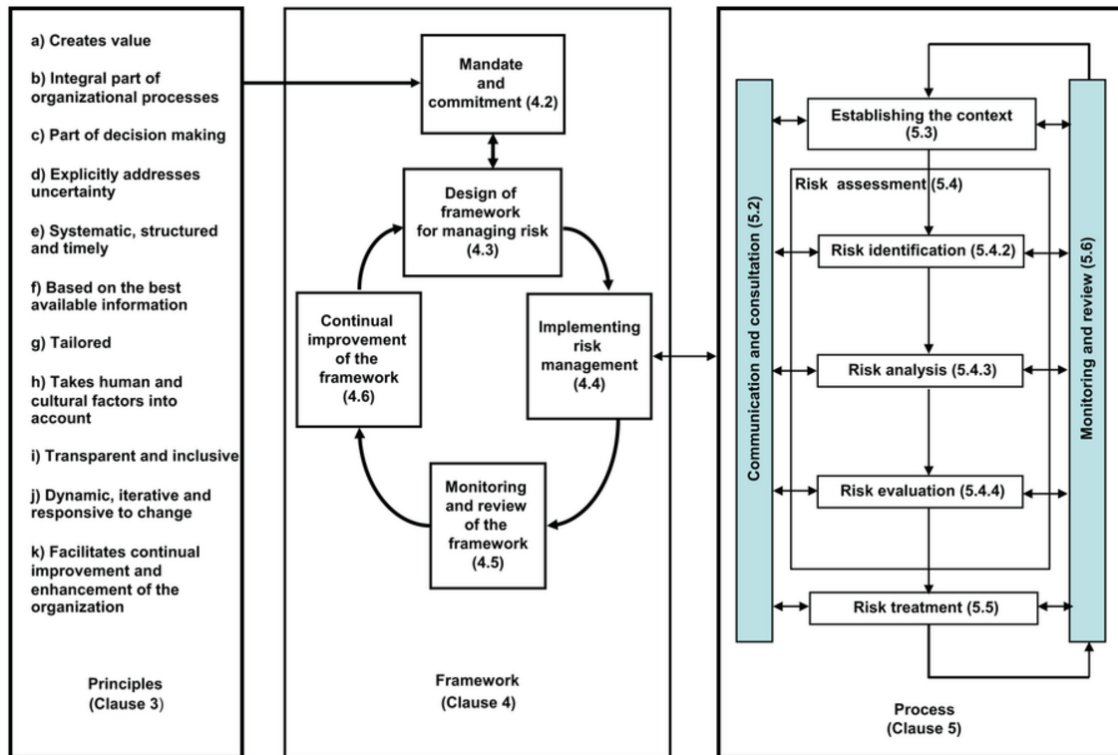 a) Creates value
b) Integral part of
organizational processes
c) Part of decision making
d) Explicitly addresses
uncertainty
e) Systematic, structured
and timely
f) Based on the best
available information
g) Tailored
h) Takes human and
cultural factors into
account
i) Transparent and inclusive
j) Dynamic, iterative and
responsive to change
k) Facilitates continual
improvement and
enhancement of the
organization
Principles
(Clause 3)
Mandate
and
commitment (4.2)
Design of
framework
for managing risk
(4.3)
Implementing
risk
management
(4.4)
Monitoring
and review
of the
framework
(4.5)
Continual
improvement
of the
framework
(4.6)
Framework
(Clause 4)
Communication and consultation (5.2)
Establishing the context
(5.3)
Risk assessment (5.4)
Risk identification (5.4.2)
Risk analysis (5.4.3)
Risk evaluation (5.4.4)
Risk treatment (5.5)
Monitoring and review (5.6)
Process
(Clause 5)